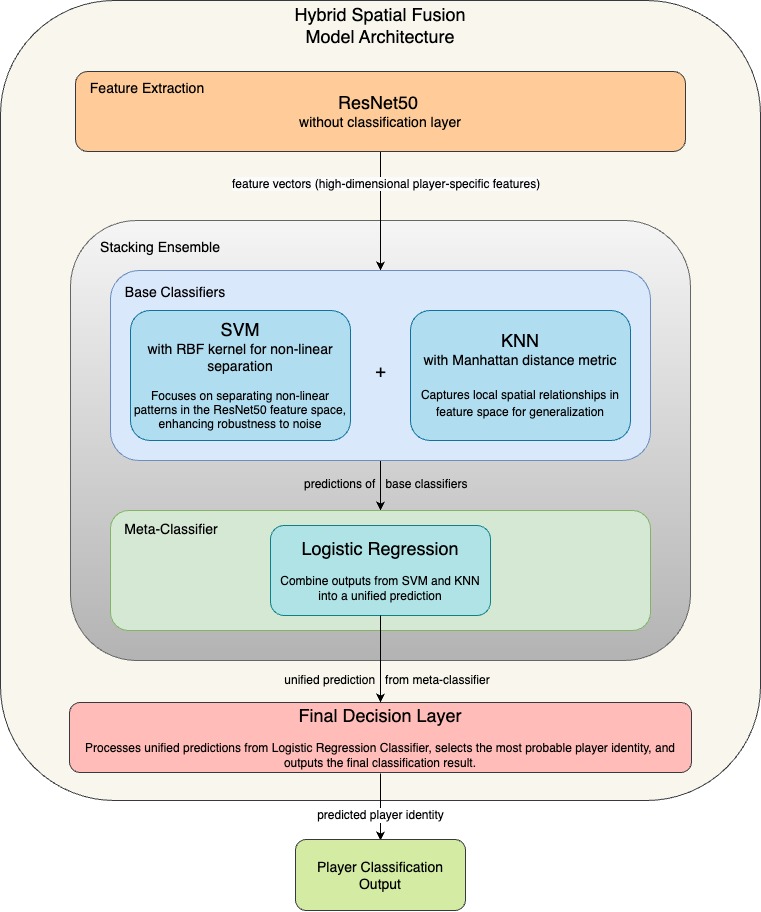 Hybrid Spatial Fusion
Model Architecture
Feature Extraction
ResNet50
without classification layer
feature vectors (high-dimensional player-specific features)
Stacking Ensemble
Base Classifiers
SVM
with RBF kernel for non-linear
separation
Focuses on separating non-linear
patterns in the ResNet50 feature space,
enhancing robustness to noise
+
KNN
with Manhattan distance metric
Captures local spatial relationships in
feature space for generalization
predictions of base classifiers
Meta-Classifier
Logistic Regression
Combine outputs from SVM and KNN
into a unified prediction
unified prediction from meta-classifier
Final Decision Layer
Processes unified predictions from Logistic Regression Classifier, selects the most probable player identity, and
outputs the final classification result.
predicted player identity
Player Classification
Output